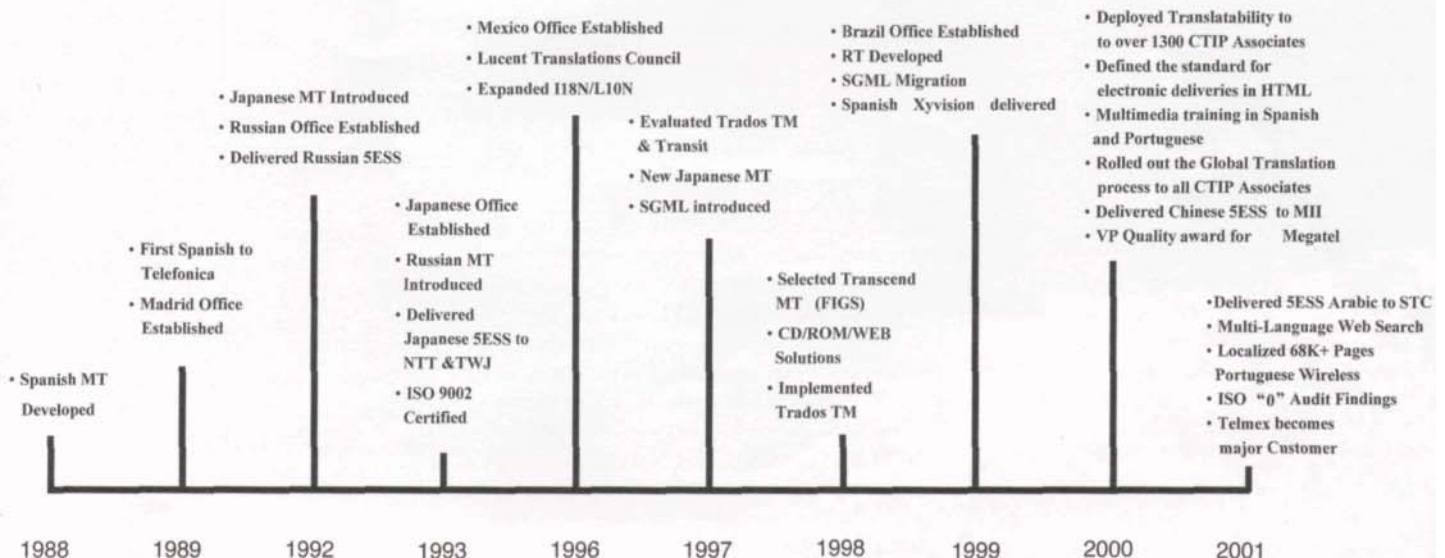 • Spanish MT
Developed
• First Spanish to
Telefonica
• Madrid Office
Established
• Japanese MT Introduced
• Russian Office Established
• Delivered Russian 5ESS
• Japanese Office
Established
• Russian MT
Introduced
• Delivered
Japanese 5ESS to
NTT &TWJ
• ISO 9002
Certified
• Mexico Office Established
• Lucent Translations Council
• Expanded I18N/L10N
• Evaluated Trados TM
& Transit
• New Japanese MT
• SGML introduced
• Selected Transcend
MT (FIGS)
• CD/ROM/WEB
Solutions
• Implemented
Trados TM
• Brazil Office Established
• RT Developed
• SGML Migration
• Spanish Xyvision delivered
• Deployed Translatability to
to over 1300 CTIP Associates
• Defined the standard for
electronic deliveries in HTML
• Multimedia training in Spanish
and Portuguese
• Rolled out the Global Translation
process to all CTIP Associates
• Delivered Chinese 5ESS to MII
• VP Quality award for Megatel
•Delivered 5ESS Arabic to STC
• Multi-Language Web Search
• Localized 68K+ Pages
Portuguese Wireless
• ISO “0” Audit Findings
• Telmex becomes
major Customer
1988 1989 1992 1993 1996 1997 1998 1999 2000 2001